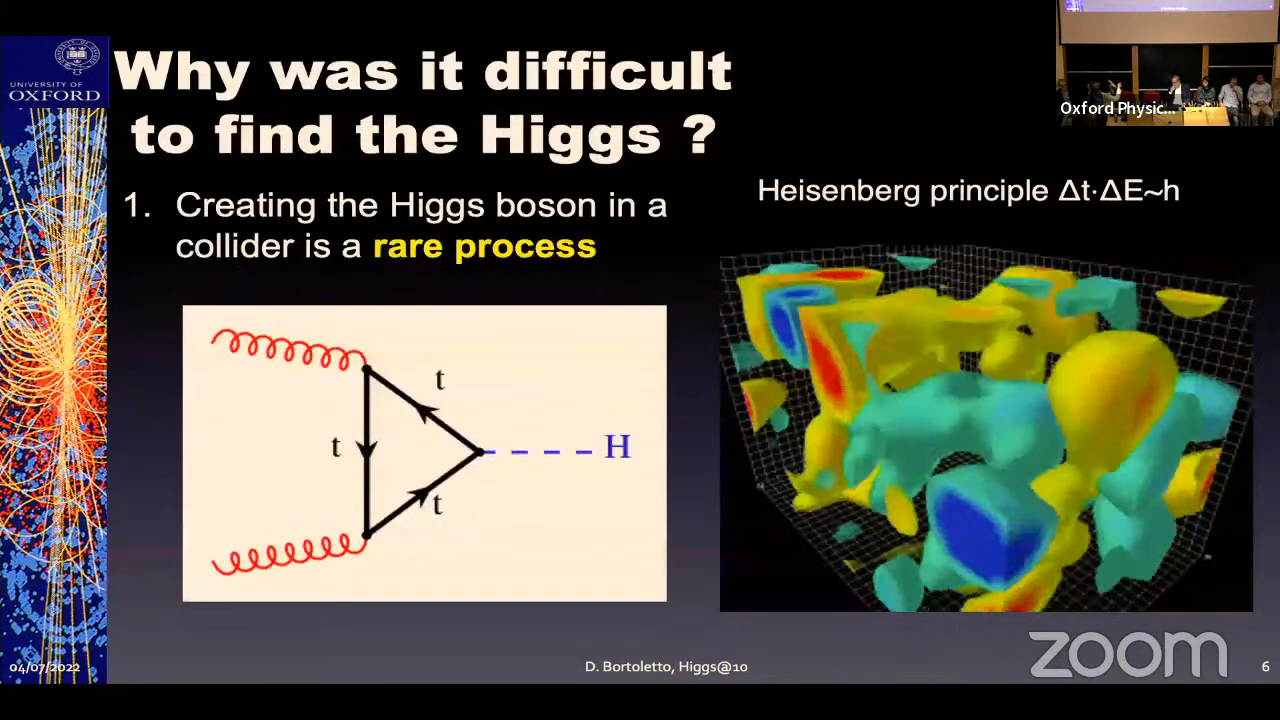 UNIVERSITY OF
OXFORD
Why was it difficult
to find the Higgs ?
1. Creating the Higgs boson in a
collider is a rare process
t
t
t
H
Heisenberg principle Δt·ΔE~h
Oxford Physic...
04/07/2022
D. Bortoletto, Higgs@10
zoom
6